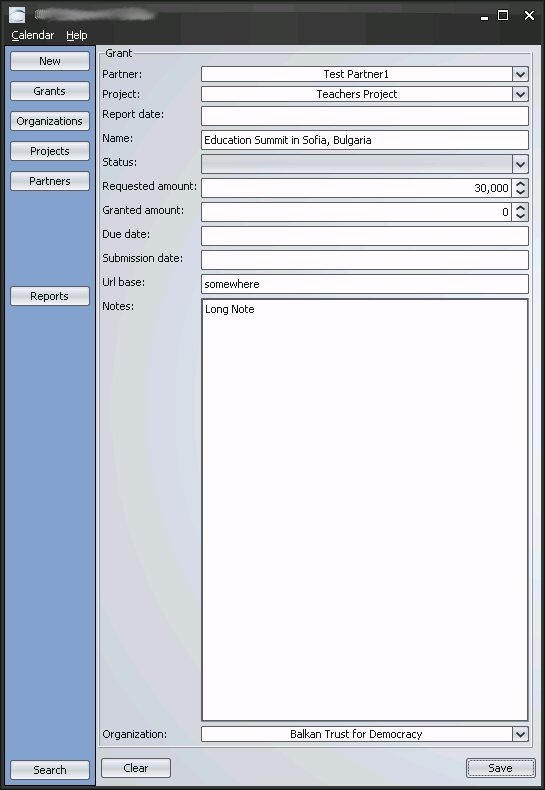 Calendar Help
New
Grants
Organizations
Projects
Partners
Reports
Search
Grant
Partner: Test Partner1
Project: Teachers Project
Report date:
Name: Education Summit in Sofia, Bulgaria
Status:
Requested amount: 30,000
Granted amount: 0
Due date:
Submission date:
Url base: somewhere
Notes: Long Note
Organization: Balkan Trust for Democracy
Clear Save